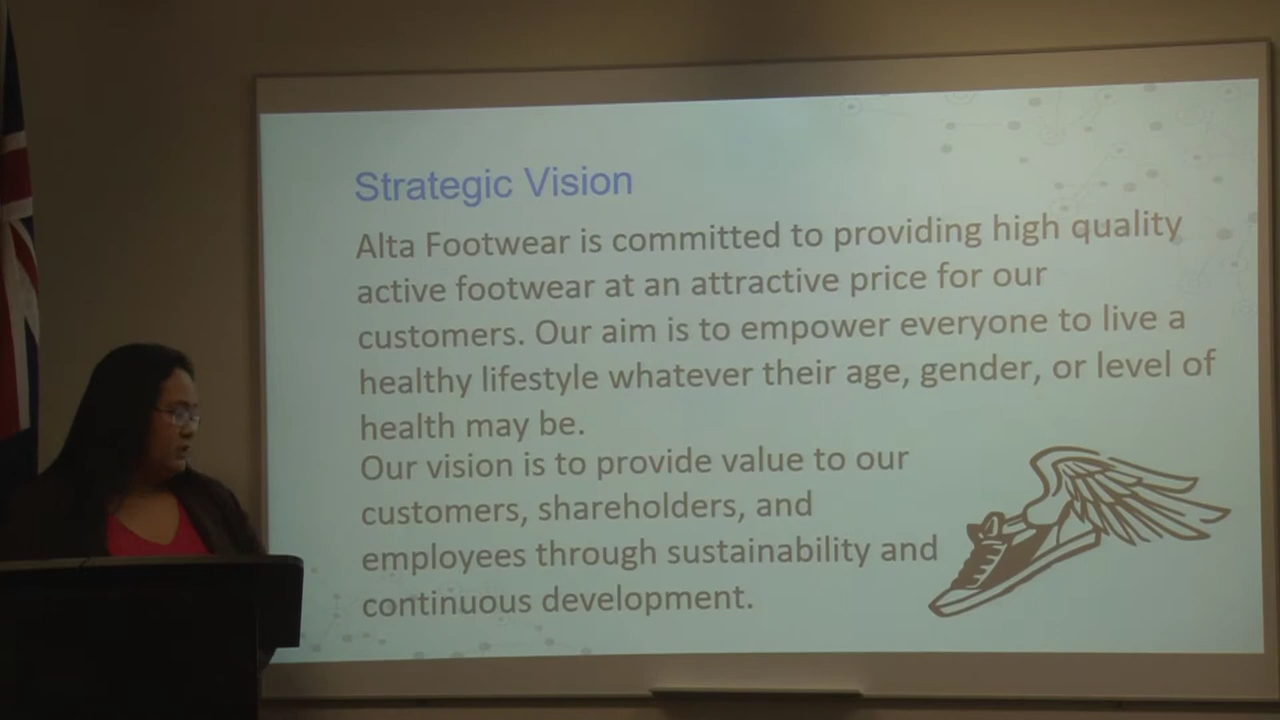 Strategic Vision
Alta Footwear is committed to providing high quality
active footwear at an attractive price for our
customers. Our aim is to empower everyone to live a
healthy lifestyle whatever their age, gender, or level of
health may be.
Our vision is to provide value to our
customers, shareholders, and
employees through sustainability and
continuous development.